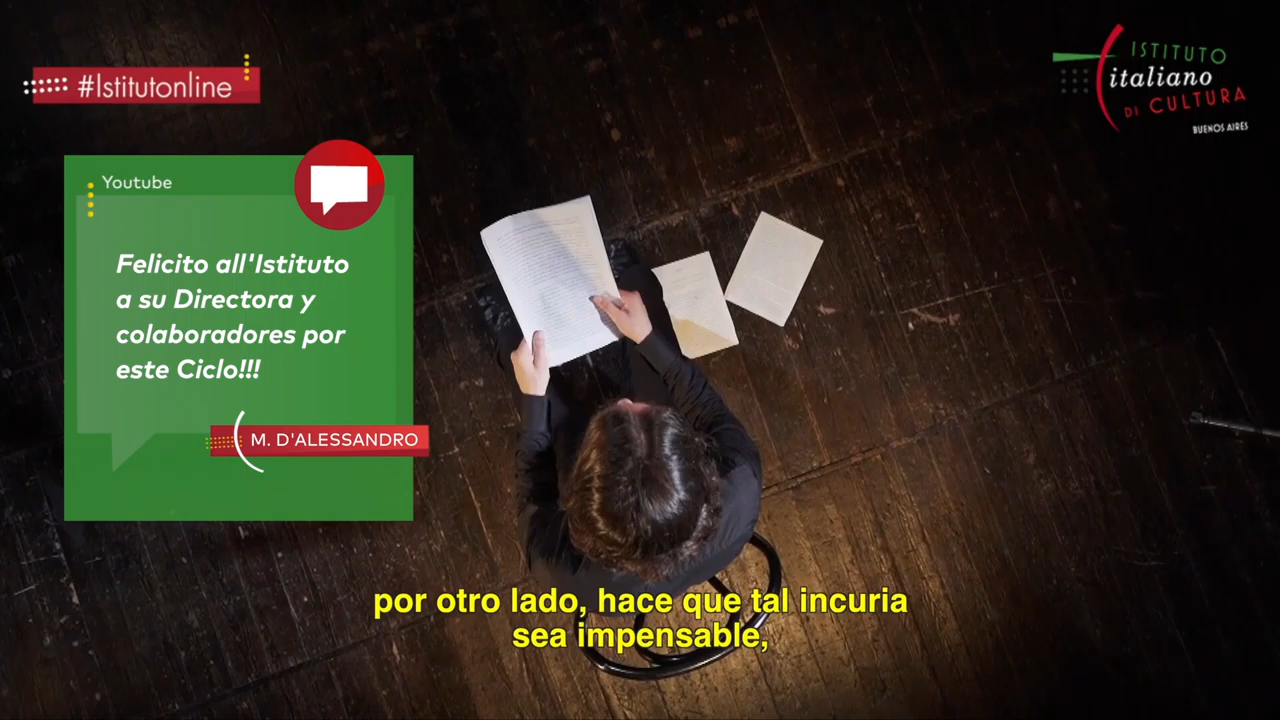 #Istitutonline
ISTITUTO
italiano
DI CULTURA
BUENOS AIRES
Youtube
Felicito all'Istituto
a su Directora y
colaboradores por
este Ciclo!!!
M. D'ALESSANDRO
por otro lado, hace que tal incuria
sea impensable,